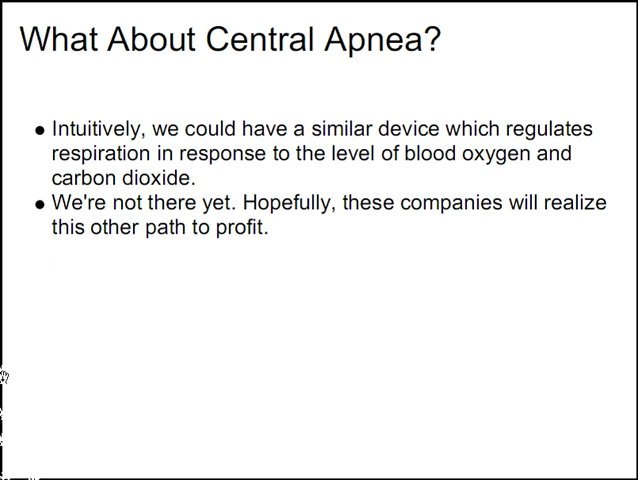 What About Central Apnea?
● Intuitively, we could have a similar device which regulates
respiration in response to the level of blood oxygen and
carbon dioxide.
● We're not there yet. Hopefully, these companies will realize
this other path to profit.